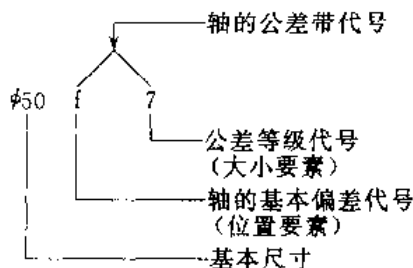 轴的公差带代号
ϕ50 f 7
公差等级代号
（大小要素）
轴的基本偏差代号
（位置要素）
基本尺寸